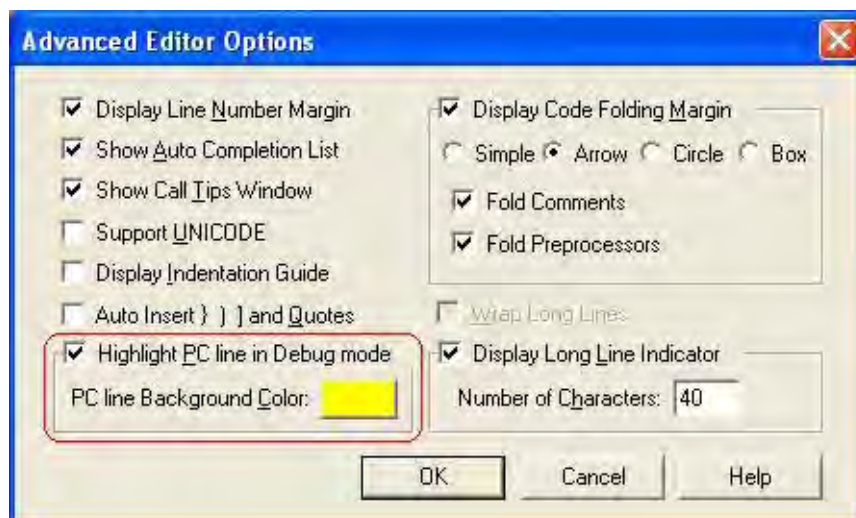 Advanced Editor Options
Display Line Number Margin
Show Auto Completion List
Show Call Tips Window
Support UNICODE
Display Indentation Guide
Auto Insert } ) ] and Quotes
Highlight PC line in Debug mode
PC line Background Color:
Display Code Folding Margin
Simple Arrow Circle Box
Fold Comments
Fold Preprocessors
Wrap Long Lines
Display Long Line Indicator
Number of Characters: 40
OK Cancel Help